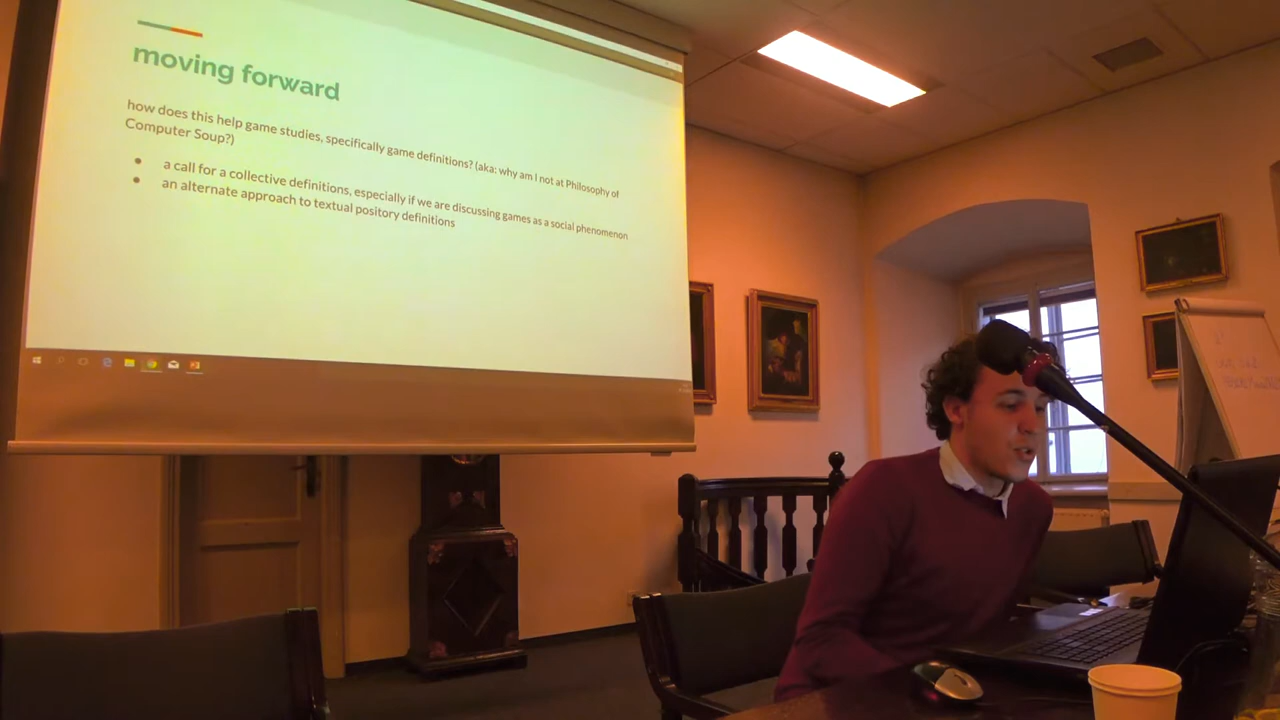 moving forward
how does this help game studies, specifically game definitions? (aka: why am I not at Philosophy of
Computer Soup?)
a call for a collective definitions, especially if we are discussing games as a social phenomenon
an alternate approach to textual pository definitions